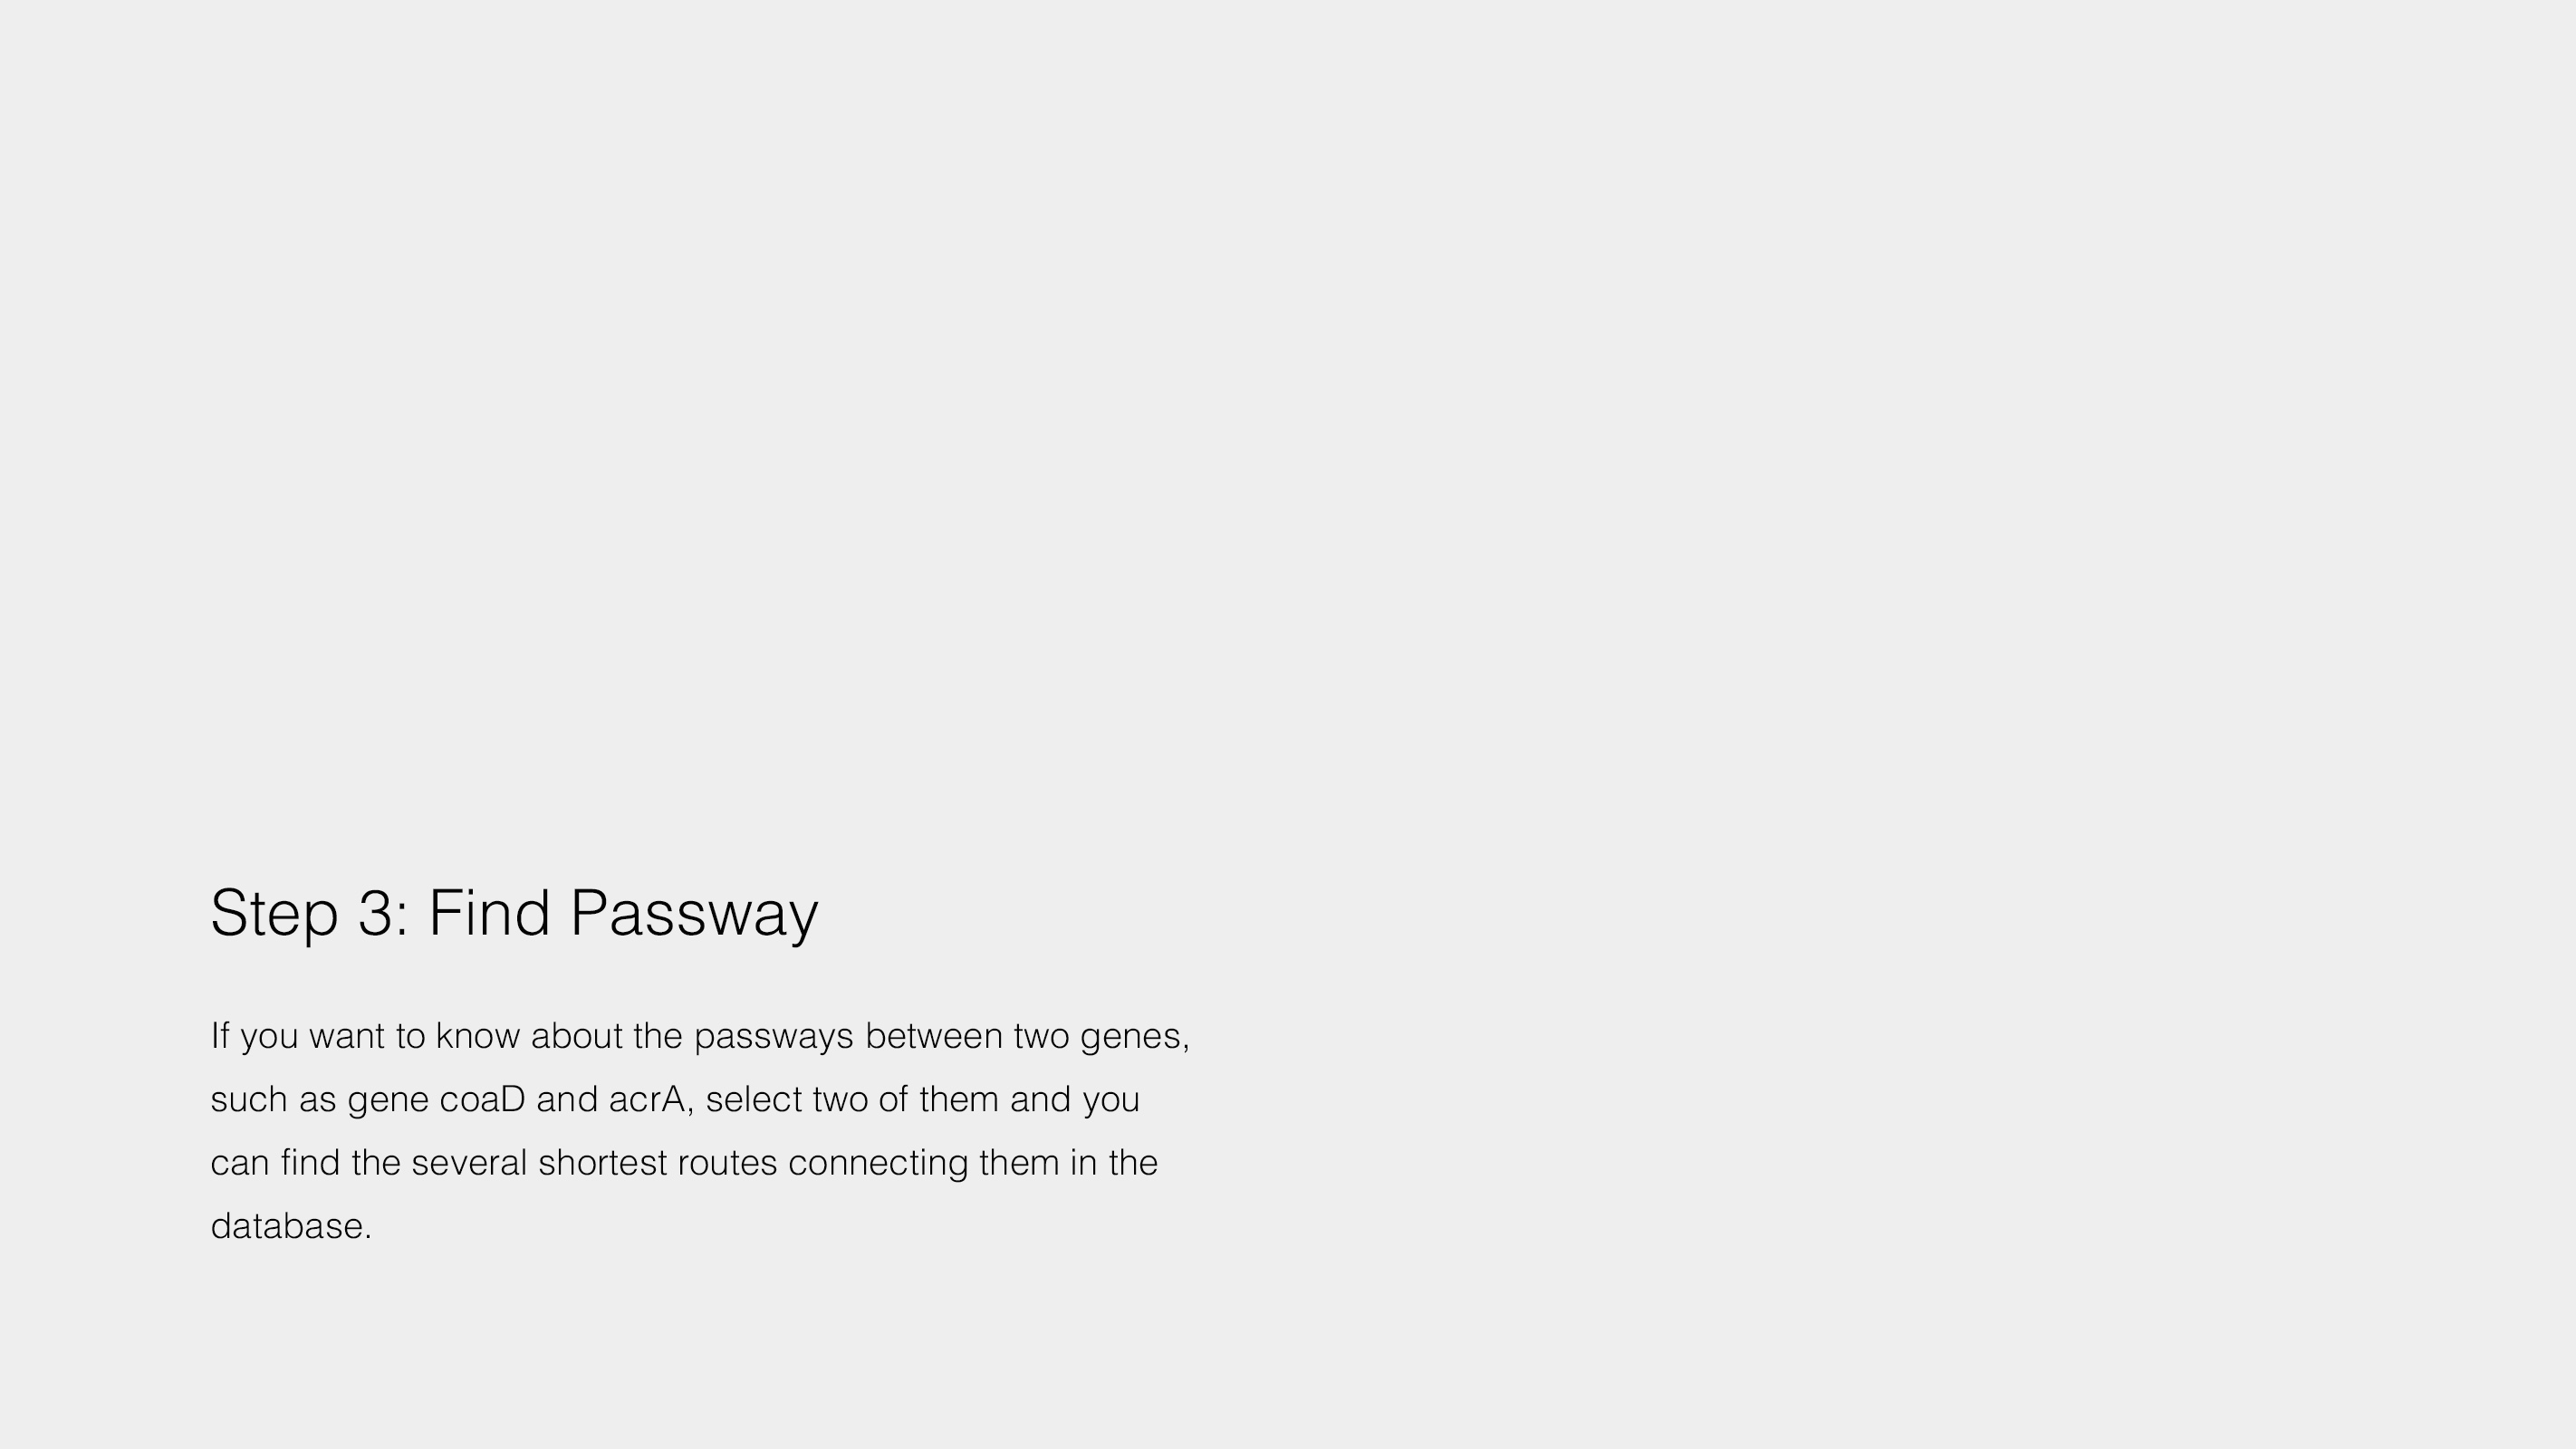 Step 3: Find Passway
If you want to know about the passways between two genes,
such as gene coaD and acrA, select two of them and you
can find the several shortest routes connecting them in the
database.